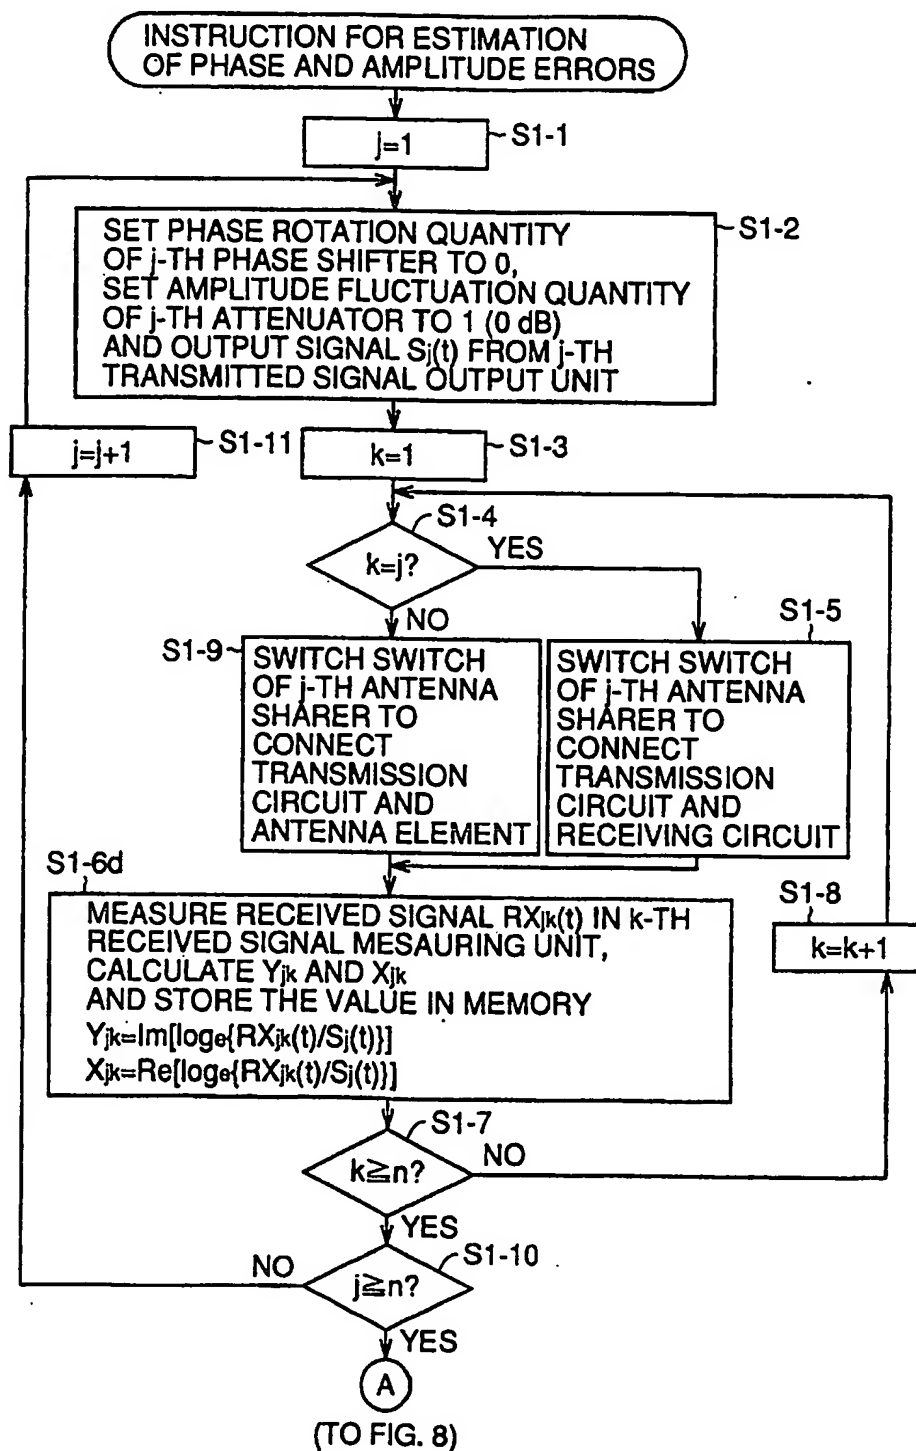 INSTRUCTION FOR ESTIMATION
OF PHASE AND AMPLITUDE ERRORS
j=1
S1-1
SET PHASE ROTATION QUANTITY
OF j-TH PHASE SHIFTER TO 0,
SET AMPLITUDE FLUCTUATION QUANTITY
OF j-TH ATTENUATOR TO 1 (0 dB)
AND OUTPUT SIGNAL Sj(t) FROM j-TH
TRANSMITTED SIGNAL OUTPUT UNIT
S1-2
j=j+1
S1-11
k=1
S1-3
S1-4
k=j?
YES
NO
S1-9
SWITCH SWITCH
OF j-TH ANTENNA
SHARER TO
CONNECT
TRANSMISSION
CIRCUIT AND
ANTENNA ELEMENT
S1-5
SWITCH SWITCH
OF j-TH ANTENNA
SHARER TO
CONNECT
TRANSMISSION
CIRCUIT AND
RECEIVING CIRCUIT
S1-6d
MEASURE RECEIVED SIGNAL RXjk(t) IN k-TH
RECEIVED SIGNAL MESAURING UNIT,
CALCULATE Yjk AND Xjk
AND STORE THE VALUE IN MEMORY
Yjk=Im[loge{RXjk(t)/Sj(t)}]
Xjk=Re[loge{RXjk(t)/Sj(t)}]
S1-8
k=k+1
S1-7
k≧n?
NO
YES
S1-10
j≧n?
NO
YES
A
(TO FIG. 8)